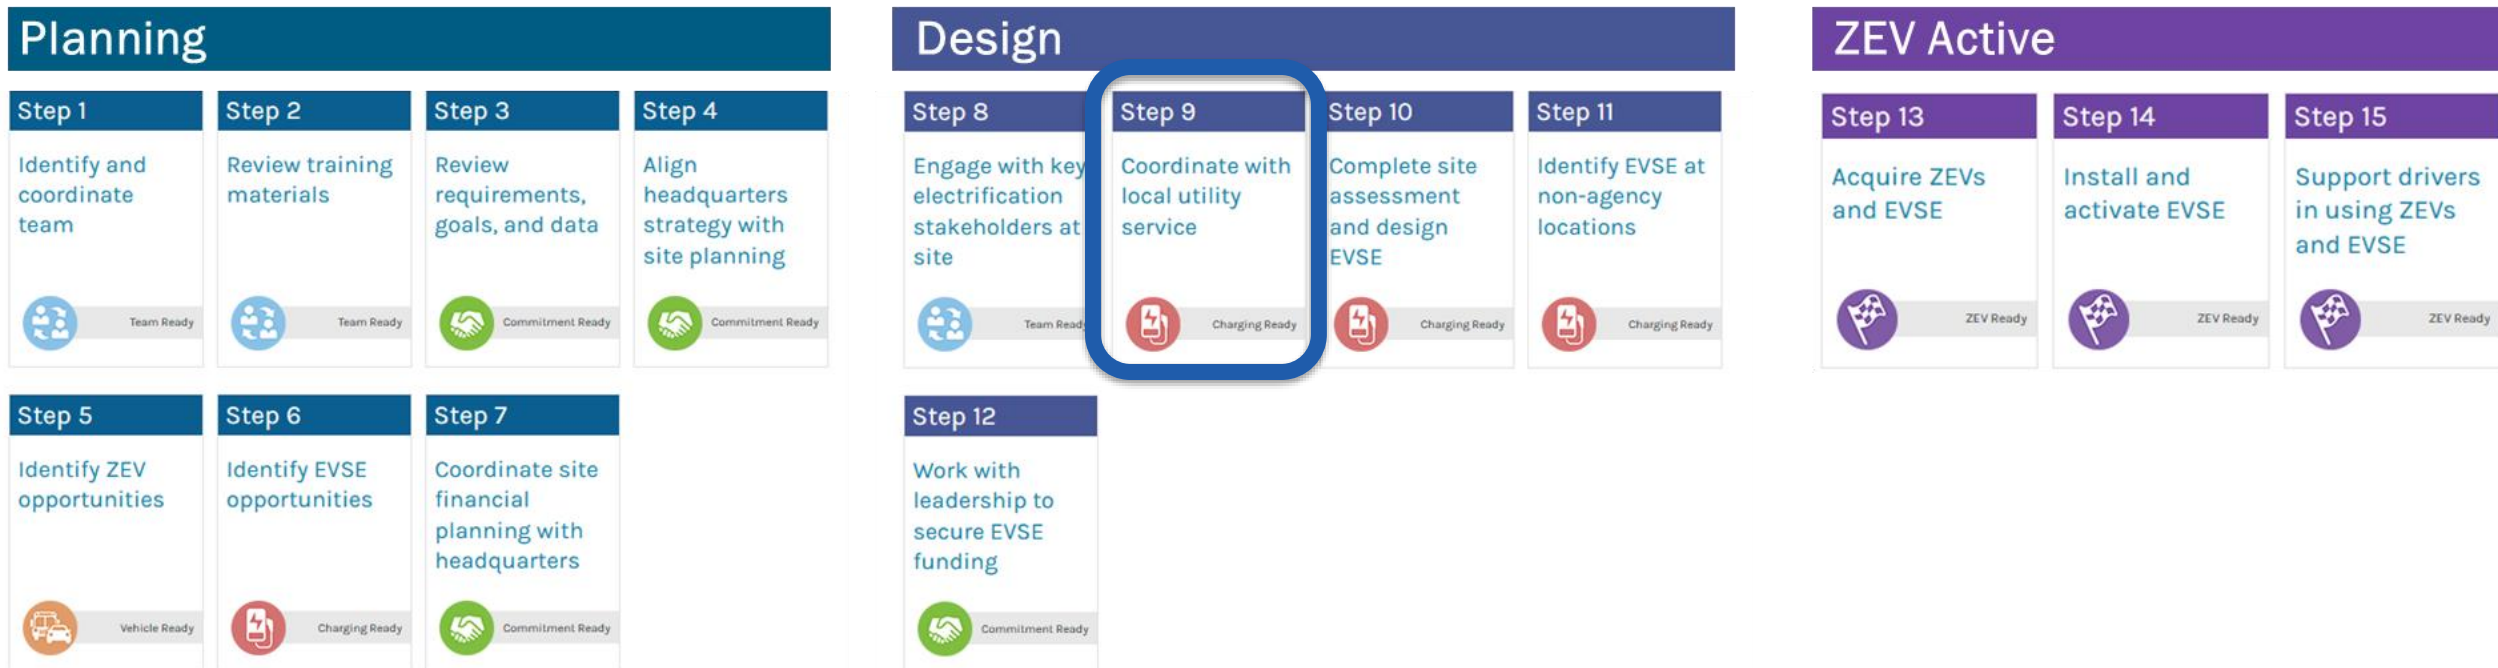 Planning
Step 1
Identify and
coordinate
team
Team Ready
Step 2
Review training
materials
Team Ready
Step 3
Review
requirements,
goals, and data
Commitment Ready
Step 4
Align
headquarters
strategy with
site planning
Commitment Ready
Step 5
Identify ZEV
opportunities
Vehicle Ready
Step 6
Identify EVSE
opportunities
Charging Ready
Step 7
Coordinate site
financial
planning with
headquarters
Commitment Ready
Design
Step 8
Engage with key
electrification
stakeholders at
site
Team Ready
Step 9
Coordinate with
local utility
service
Charging Ready
Step 10
Complete site
assessment
and design
EVSE
Charging Ready
Step 11
Identify EVSE at
non-agency
locations
Charging Ready
Step 12
Work with
leadership to
secure EVSE
funding
Commitment Ready
ZEV Active
Step 13
Acquire ZEVs
and EVSE
ZEV Ready
Step 14
Install and
activate EVSE
ZEV Ready
Step 15
Support drivers
in using ZEVs
and EVSE
ZEV Ready